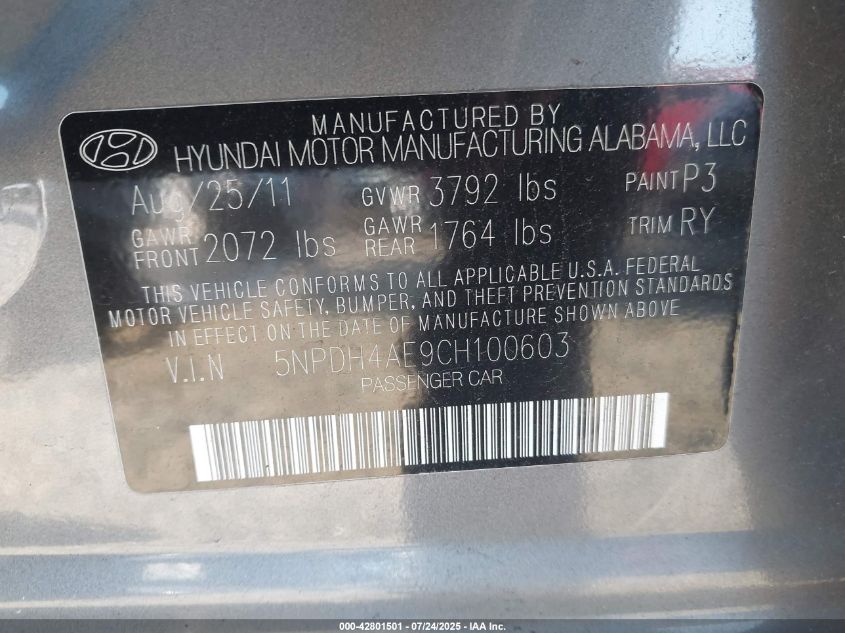 MANUFACTURED BY
HYUNDAI MOTOR MANUFACTURING ALABAMA, LLC
Aug/25/11 GVWR 3792 lbs PAINT P3
GAWR FRONT 2072 lbs GAWR REAR 1764 lbs TRIM RY
THIS VEHICLE CONFORMS TO ALL APPLICABLE U.S.A. FEDERAL
MOTOR VEHICLE SAFETY, BUMPER, AND THEFT PREVENTION STANDARDS
IN EFFECT ON THE DATE OF MANUFACTURE SHOWN ABOVE
V.I.N 5NPDH4AE9CH100603
PASSENGER CAR
000-42801501 - 07/24/2025 - IAA Inc.